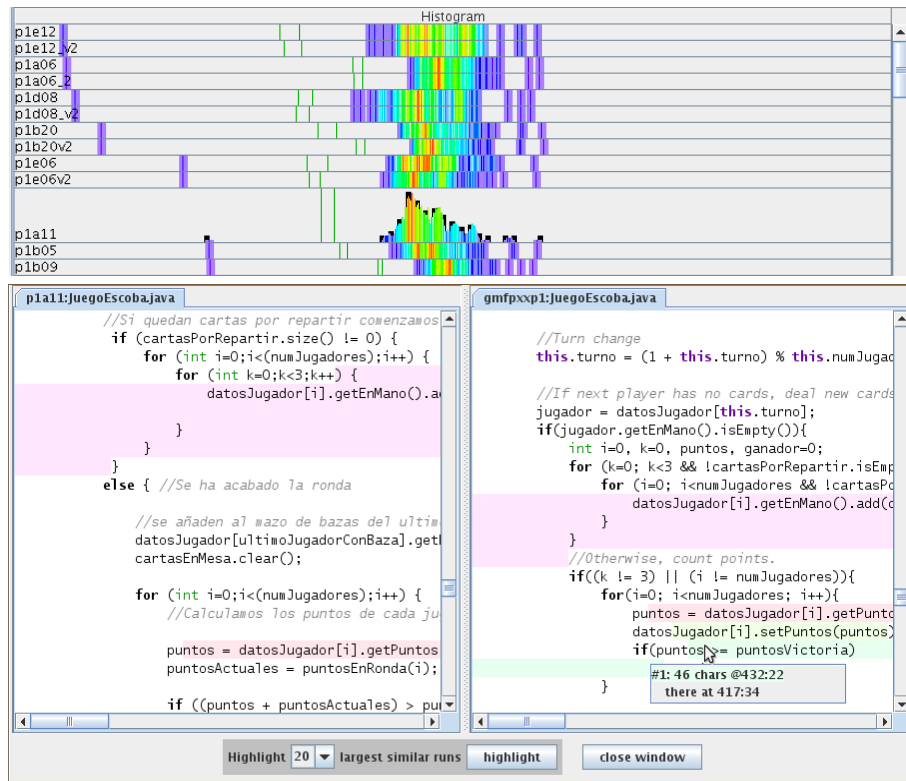 Histogram
p1e12
p1e12_v2
p1a06
p1a06_2
p1d08
p1d08_v2
p1b20
p1b20v2
p1e06
p1e06v2
p1a11
p1b05
p1b09
p1a11:JuegoEscoba.java
//Si quedan cartas por repartir comenzamos
if (cartasPorRepartir.size() != 0) {
for (int i=0;i<(numJugadores);i++) {
for (int k=0;k<3;k++) {
datosJugador[i].getEnMano().a
}
}
}
else { //Se ha acabado la ronda
//se añaden al mazo de bazas del ultim
datosJugador[ultimoJugadorConBaza].get
cartasEnMesa.clear();
for (int i=0;i<(numJugadores);i++) {
//Calculamos los puntos de cada ju
puntos = datosJugador[i].getPuntos
puntosActuales = puntosEnRonda(i);
if ((puntos + puntosActuales) > pu
gmfpxxp1:JuegoEscoba.java
//Turn change
this.turno = (1 + this.turno) % this.numJugad
//If next player has no cards, deal new cards
jugador = datosJugador[this.turno];
if(jugador.getEnMano().isEmpty()){
int i=0, k=0, puntos, ganador=0;
for (k=0; k<3 && !cartasPorRepartir.isEmp
for (i=0; i<numJugadores && !cartasPo
datosJugador[i].getEnMano().add(c
}
}
//Otherwise, count points.
if((k != 3) || (i != numJugadores)){
for(i=0; i<numJugadores; i++){
puntos = datosJugador[i].getPunto
datosJugador[i].setPuntos(puntos)
if(puntos >= puntosVictoria)
#1: 46 chars @432:22
there at 417:34
}
Highlight 20 largest similar runs highlight close window